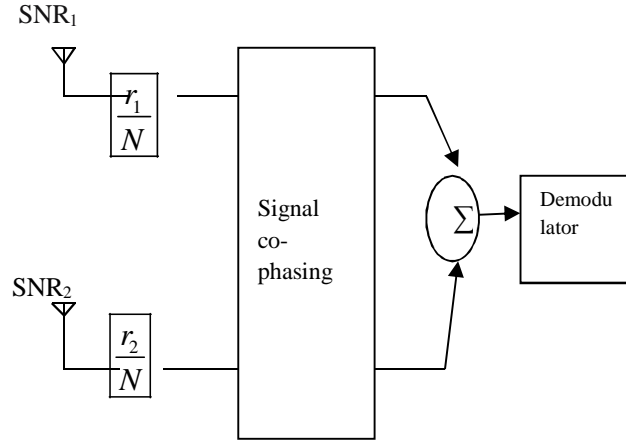 SNR₁
r₁
N
Signal
co-
phasing
Σ
Demodu
lator
SNR₂
r₂
N